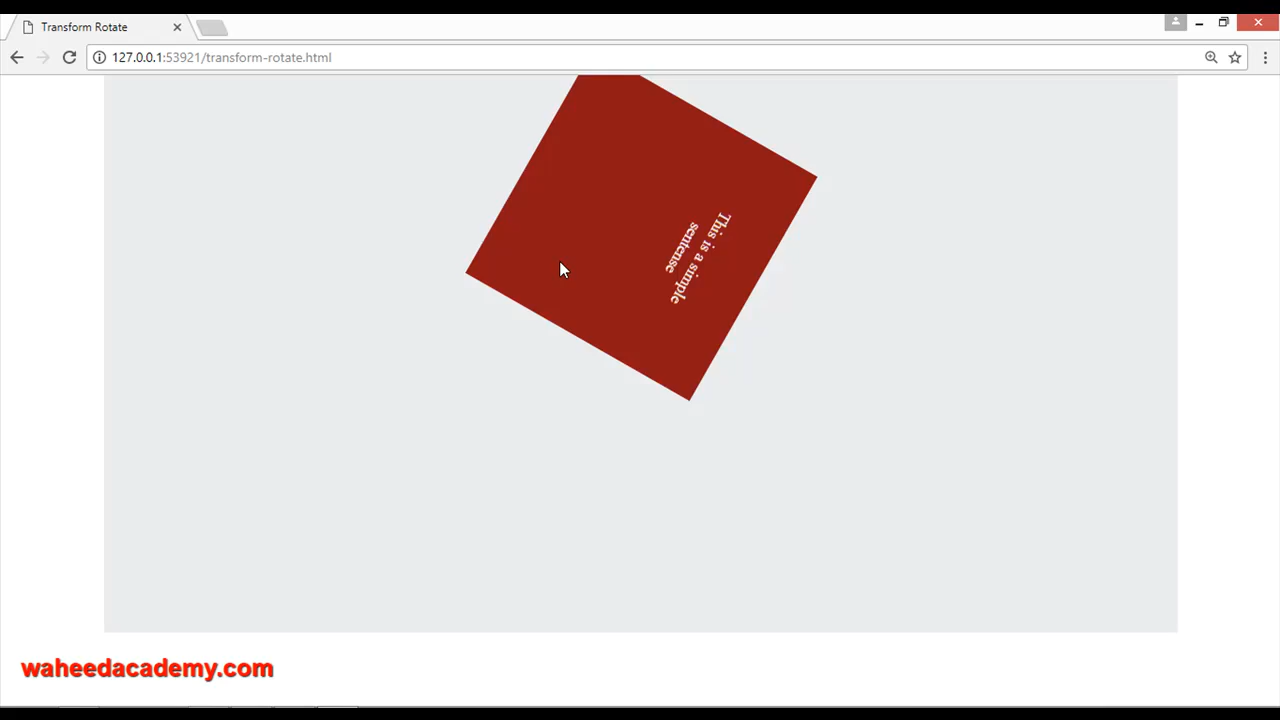 Transform Rotate
127.0.0.1:53921/transform-rotate.html
This is a simple
sentense
waheedacademy.com